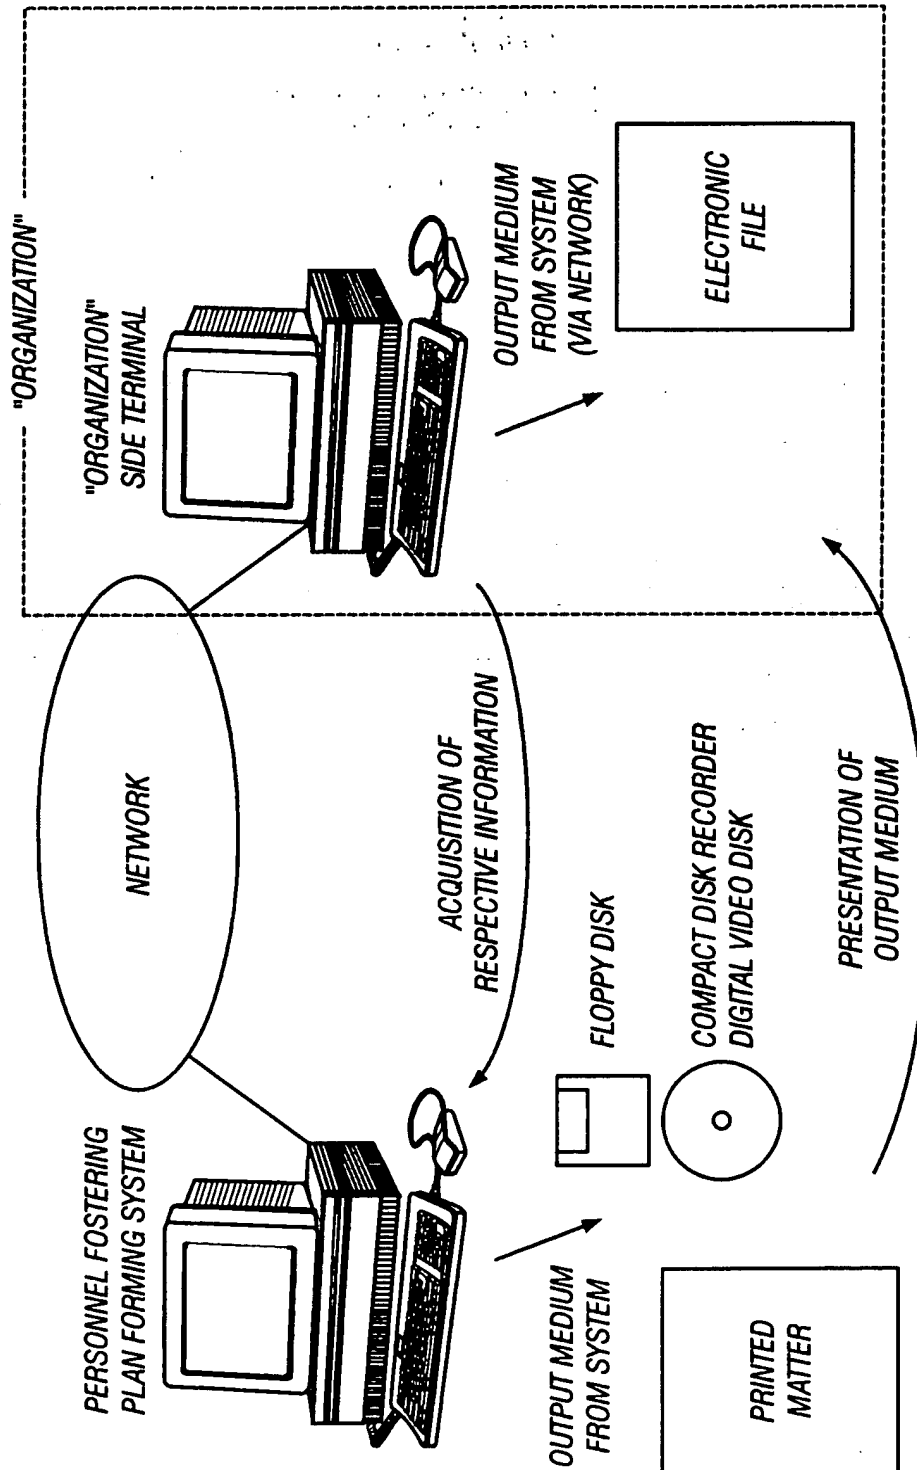 "ORGANIZATION"
PERSONNEL FOSTERING
PLAN FORMING SYSTEM
NETWORK
"ORGANIZATION"
SIDE TERMINAL
ACQUISITION OF
RESPECTIVE INFORMATION
OUTPUT MEDIUM
FROM SYSTEM
FLOPPY DISK
COMPACT DISK RECORDER
DIGITAL VIDEO DISK
OUTPUT MEDIUM
FROM SYSTEM
(VIA NETWORK)
PRINTED
MATTER
ELECTRONIC
FILE
PRESENTATION OF
OUTPUT MEDIUM